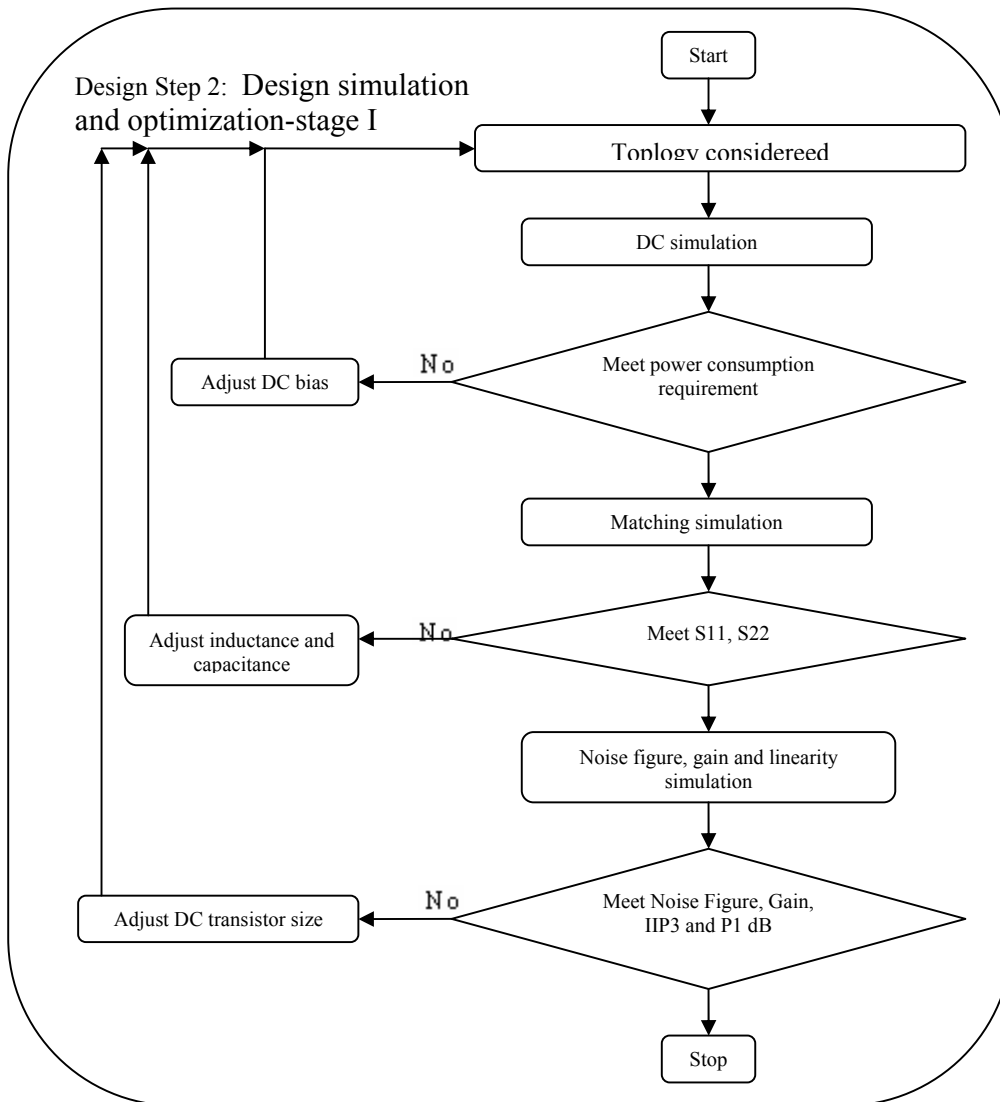 Start
Design Step 2: Design simulation
and optimization-stage I
Toplogy considereed
DC simulation
Meet power consumption
requirement
No
Adjust DC bias
Matching simulation
Meet S11, S22
No
Adjust inductance and
capacitance
Noise figure, gain and linearity
simulation
Meet Noise Figure, Gain,
IIP3 and P1 dB
No
Adjust DC transistor size
Stop